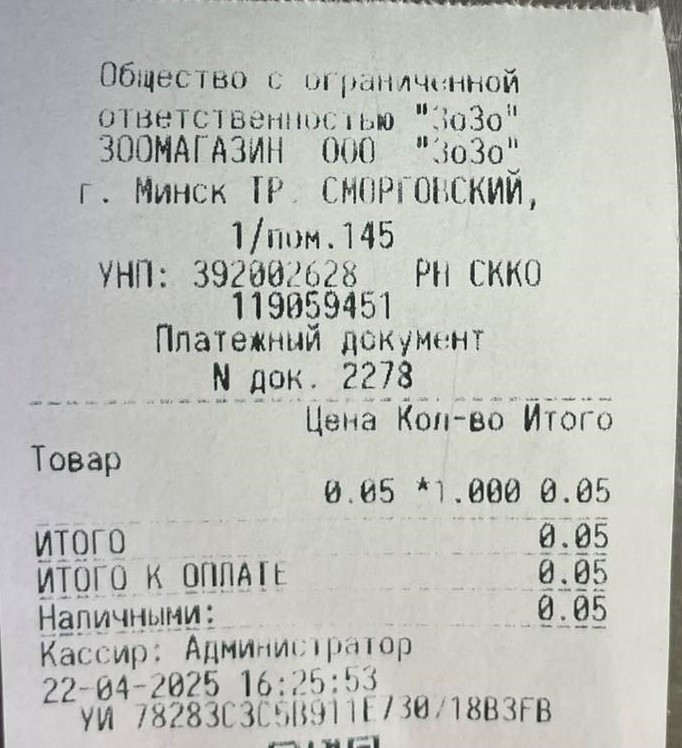 Общество с ограниченной
ответственностью "ЗоЗо"
ЗООМАГАЗИН ООО "ЗоЗо"
г. Минск ТР. СМОРГОВСКИЙ,
1/пом.145
УНП: 392002628 РН СККО
119059451
Платежный документ
N док. 2278
Цена Кол-во Итого
Товар
0.05 *1.000 0.05
ИТОГО 0.05
ИТОГО К ОПЛАТЕ 0.05
Наличными: 0.05
Кассир: Администратор
22-04-2025 16:25:53
УИ 78283C3C5B911E730718B3FB